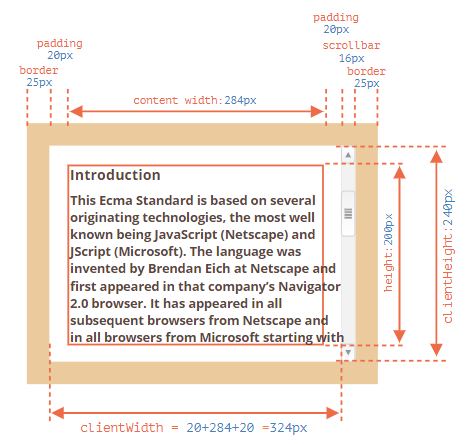 padding
20px
padding
20px
border
25px
scrollbar
16px
border
25px
content width:284px
Introduction
This Ecma Standard is based on several
originating technologies, the most well
known being JavaScript (Netscape) and
JScript (Microsoft). The language was
invented by Brendan Eich at Netscape and
first appeared in that company’s Navigator
2.0 browser. It has appeared in all
subsequent browsers from Netscape and
in all browsers from Microsoft starting with
height:200px
clientHeight:240px
clientWidth = 20+284+20 =324px